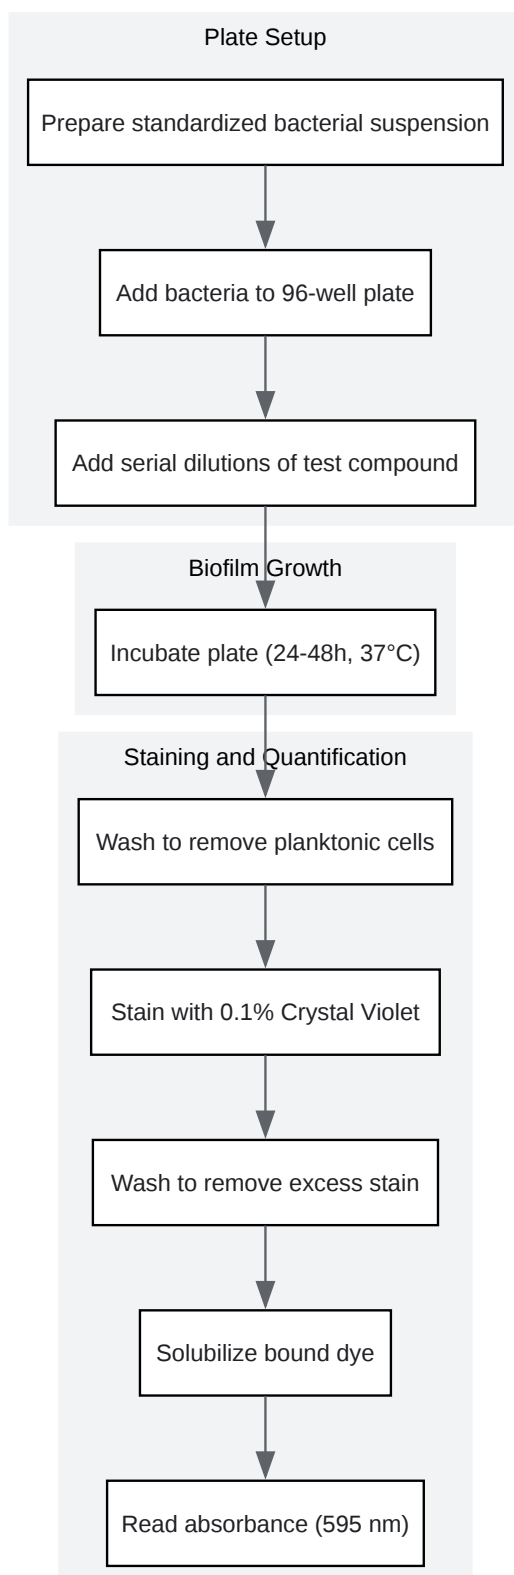 Plate Setup
Prepare standardized bacterial suspension
Add bacteria to 96-well plate
Add serial dilutions of test compound
Biofilm Growth
Incubate plate (24-48h, 37°C)
Staining and Quantification
Wash to remove planktonic cells
Stain with 0.1% Crystal Violet
Wash to remove excess stain
Solubilize bound dye
Read absorbance (595 nm)